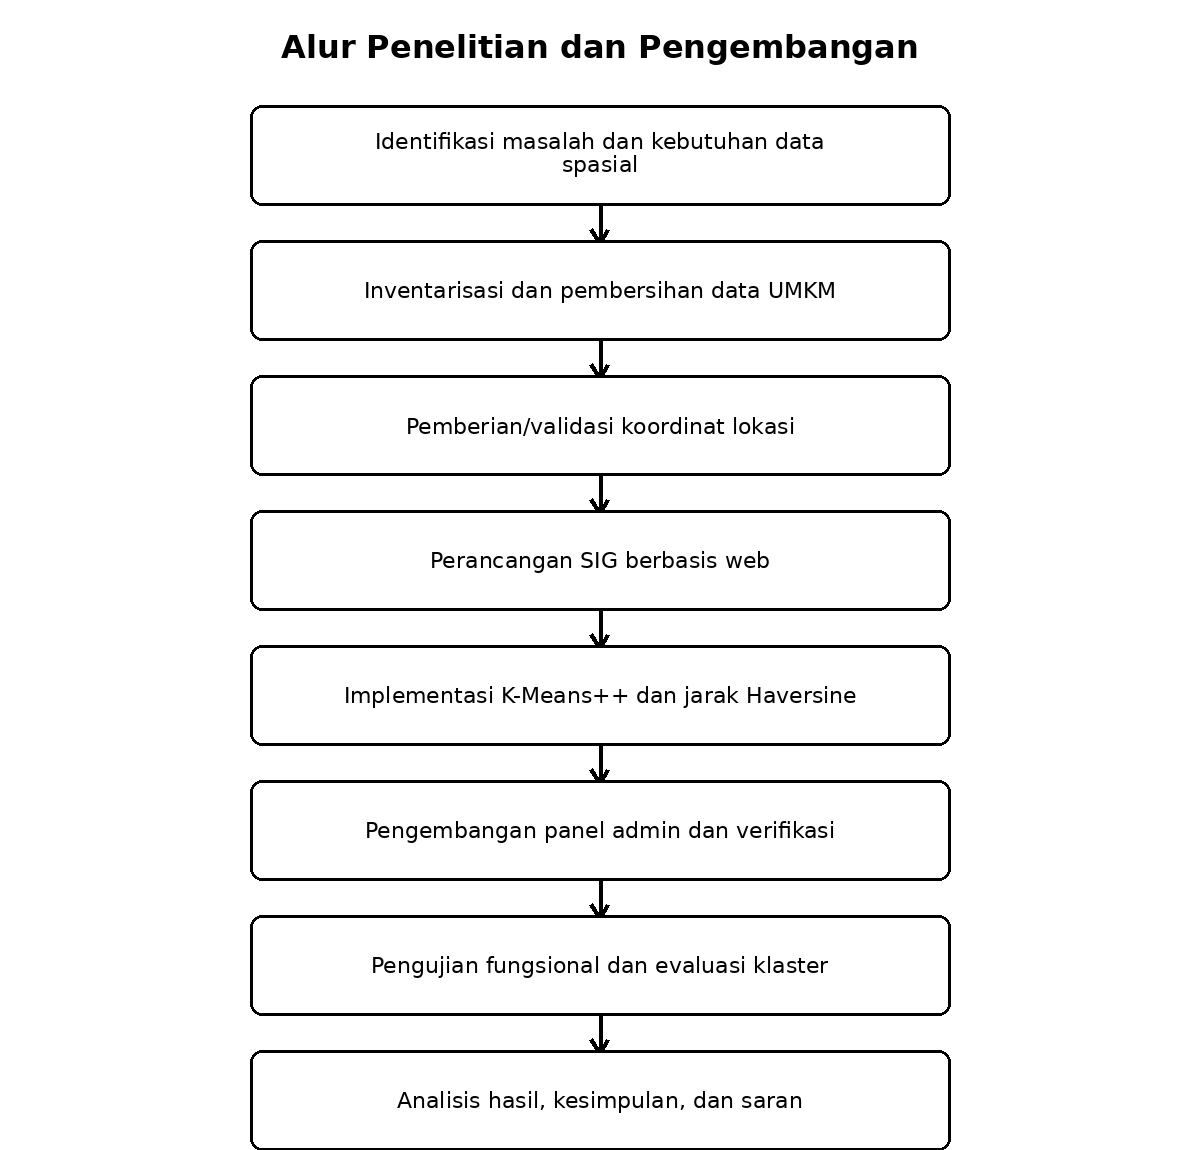 Alur Penelitian dan Pengembangan
Identifikasi masalah dan kebutuhan data
spasial
Inventarisasi dan pembersihan data UMKM
Pemberian/validasi koordinat lokasi
Perancangan SIG berbasis web
Implementasi K-Means++ dan jarak Haversine
Pengembangan panel admin dan verifikasi
Pengujian fungsional dan evaluasi klaster
Analisis hasil, kesimpulan, dan saran